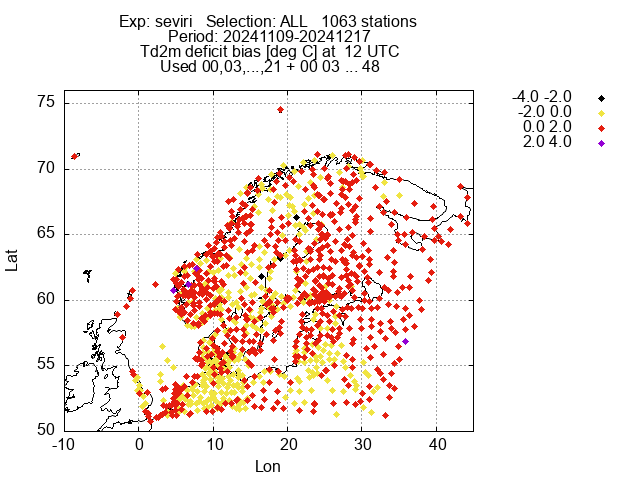 Exp: seviri Selection: ALL 1063 stations
Period: 20241109-20241217
Td2m deficit bias [deg C] at 12 UTC
Used 00,03,...,21 + 00 03 ... 48
-4.0 -2.0
-2.0 0.0
0.0 2.0
2.0 4.0
75
70
65
60
55
50
Lat
-10 0 10 20 30 40
Lon